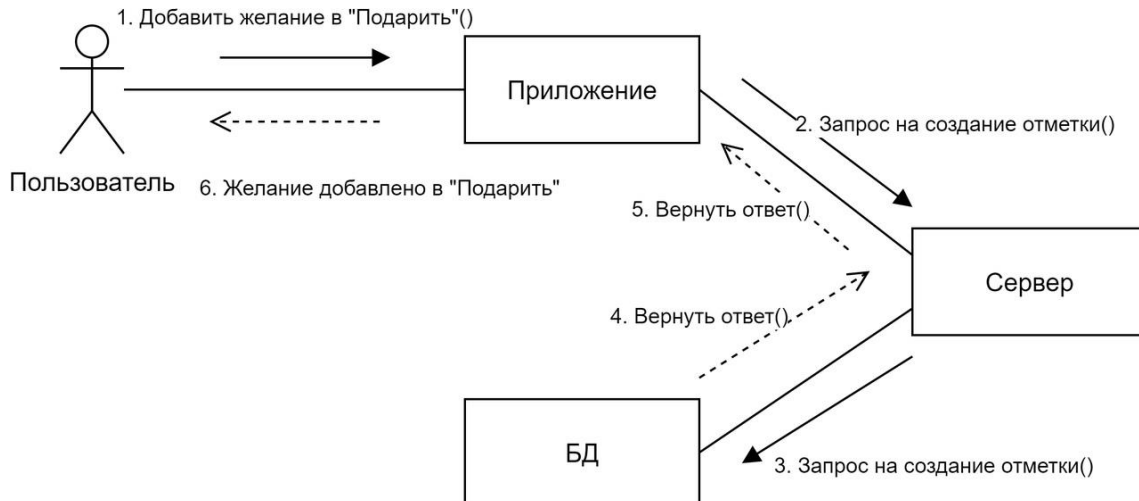 1. Добавить желание в "Подарить"()
Приложение
2. Запрос на создание отметки()
Пользователь
6. Желание добавлено в "Подарить"
5. Вернуть ответ()
Сервер
4. Вернуть ответ()
БД
3. Запрос на создание отметки()